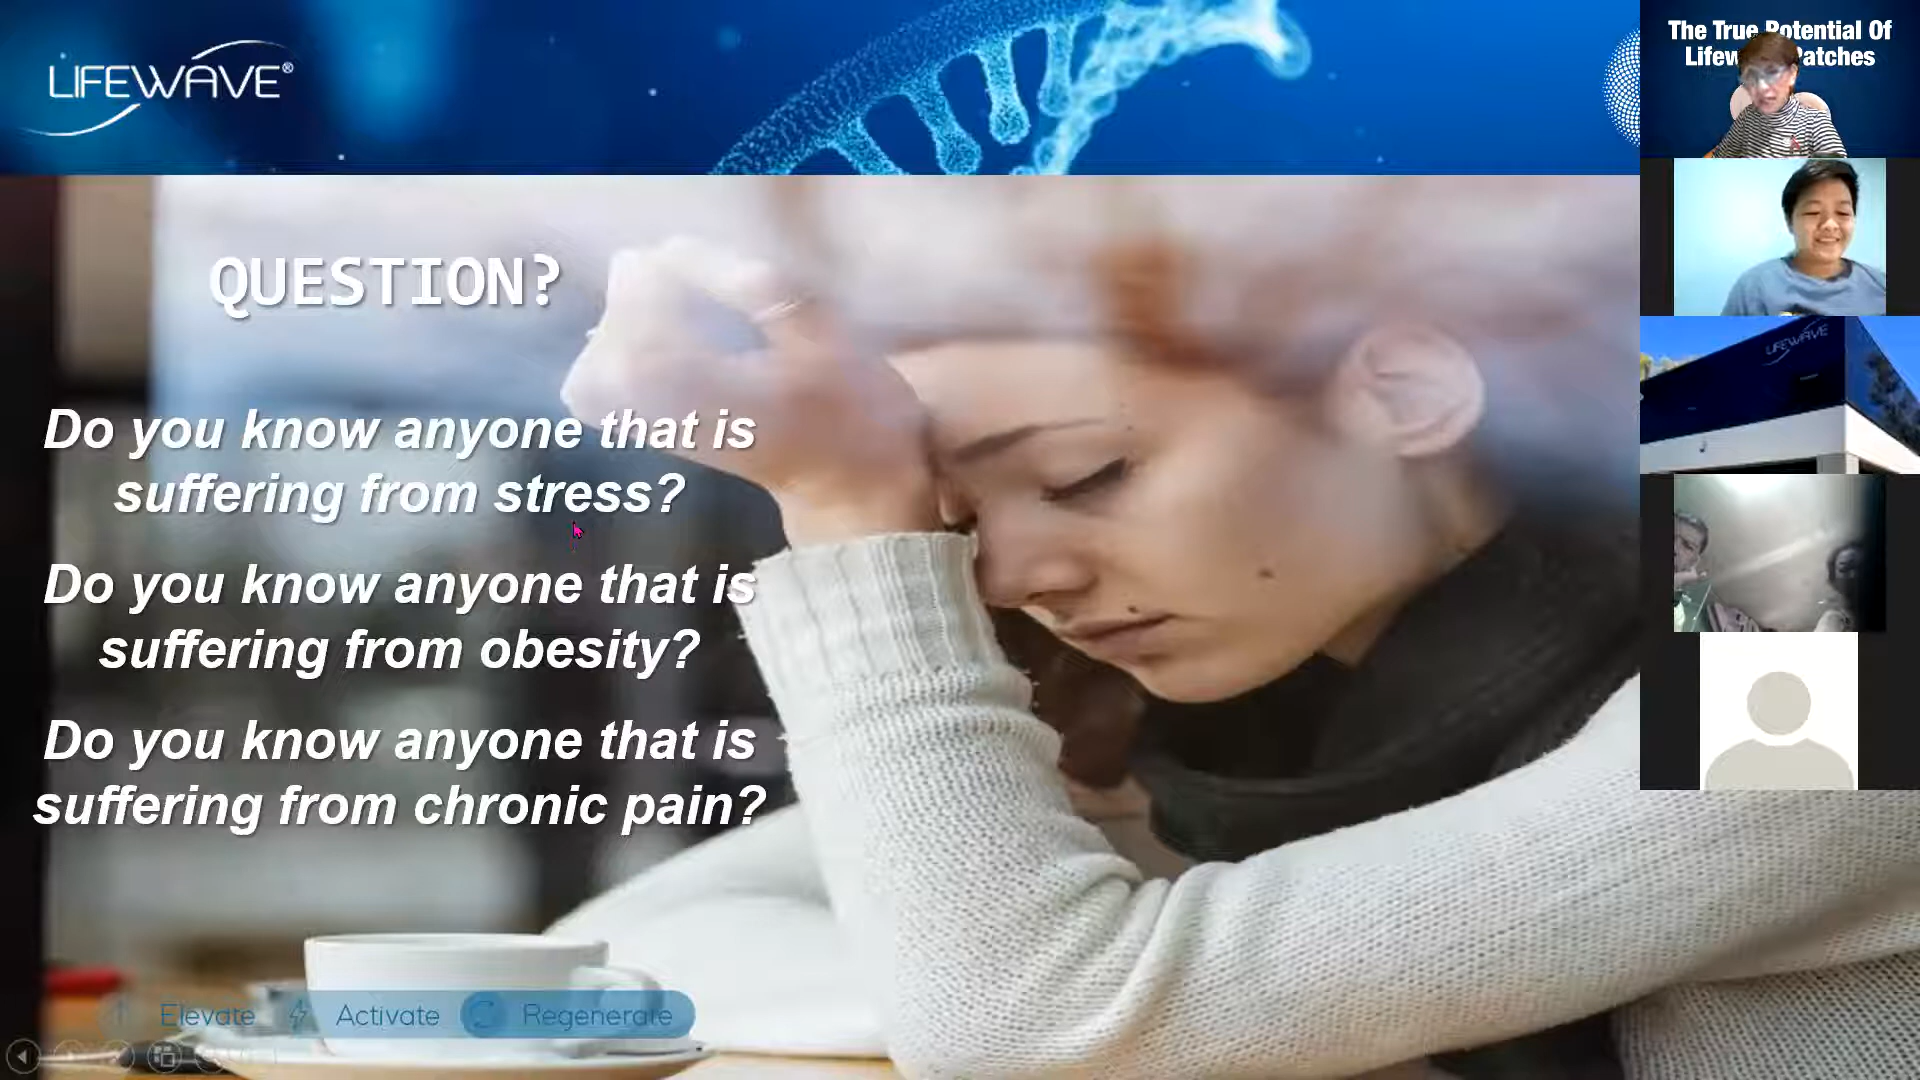 LIFEWAVE®
QUESTION?
Do you know anyone that is
suffering from stress?
Do you know anyone that is
suffering from obesity?
Do you know anyone that is
suffering from chronic pain?
Elevate Activate Regenerate
The True Potential Of
Patches
LIFEWAVE